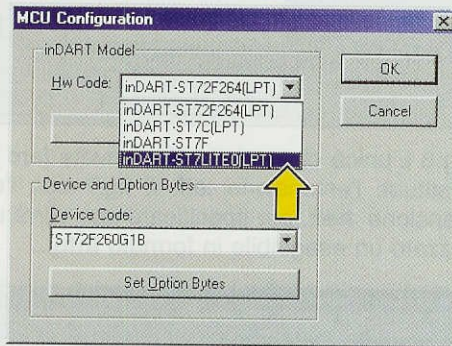 MCU Configuration
inDART Model
Hw Code: inDART-ST72F264(LPT)
inDART-ST72F264(LPT)
inDART-ST7C(LPT)
inDART-ST7F
inDART-ST7LITE0(LPT)
OK
Cancel
Device and Option Bytes
Device Code:
ST72F260G1B
Set Option Bytes